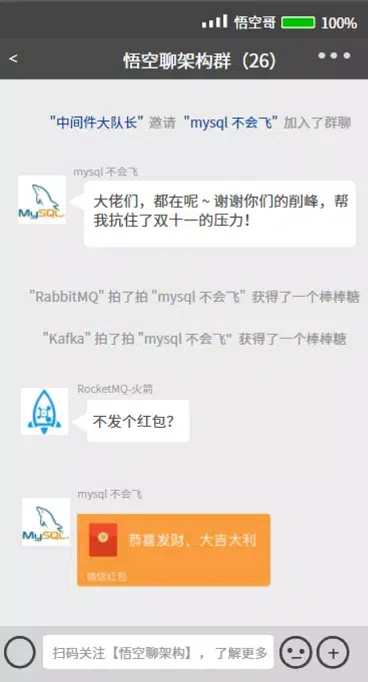 悟空哥 100%
< 悟空聊架构群（26）
"中间件大队长" 邀请 "mysql 不会飞" 加入了群聊
mysql 不会飞
大佬们，都在呢 ~ 谢谢你们的削峰，帮
我抗住了双十一的压力！
MySQL
"RabbitMQ" 拍了拍 "mysql 不会飞" 获得了一个棒棒糖
"Kafka" 拍了拍 "mysql 不会飞" 获得了一个棒棒糖
RocketMQ-火箭
不发个红包？
mysql 不会飞
MySQL
恭喜发财，大吉大利
微信红包
扫码关注【悟空聊架构】，了解更多